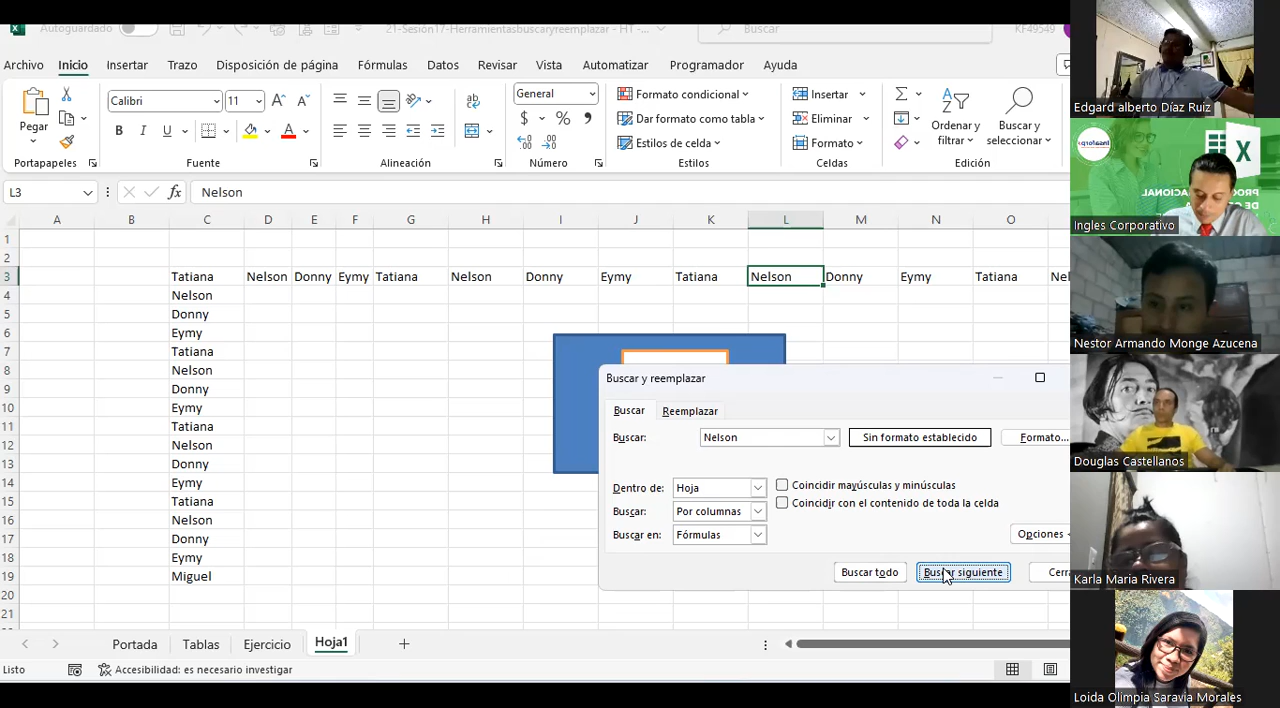 Autoguardado
21-Sesión17-Herramientasbuscaryreemplazar - HT - ...
Buscar
KF49549
Archivo Inicio Insertar Trazo Disposición de página Fórmulas Datos Revisar Vista Automatizar Programador Ayuda
Pegar
Calibri 11
N K S
General
Formato condicional
Dar formato como tabla
Estilos de celda
Insertar
Eliminar
Formato
Ordenar y filtrar
Buscar y seleccionar
Portapapeles Fuente Alineación Número Estilos Celdas Edición
L3 fx Nelson
A B C D E F G H I J K L M N O
1
2
3 Tatiana Nelson Donny Eymy Tatiana Nelson Donny Eymy Tatiana Nelson Donny Eymy Tatiana Ne
4 Nelson
5 Donny
6 Eymy
7 Tatiana
8 Nelson
9 Donny
10 Eymy
11 Tatiana
12 Nelson
13 Donny
14 Eymy
15 Tatiana
16 Nelson
17 Donny
18 Eymy
19 Miguel
20
21
Buscar y reemplazar
Buscar Reemplazar
Buscar: Nelson Sin formato establecido Formato...
Dentro de: Hoja Coincidir mayúsculas y minúsculas
Buscar: Por columnas Coincidir con el contenido de toda la celda
Buscar en: Fórmulas
Opciones <
Buscar todo Buscar siguiente Cerra
Portada Tablas Ejercicio Hoja1
Listo Accesibilidad: es necesario investigar
Edgard alberto Díaz Ruiz
Ingles Corporativo
Nestor Armando Monge Azucena
Douglas Castellanos
Karla Maria Rivera
Loida Olimpia Saravia Morales